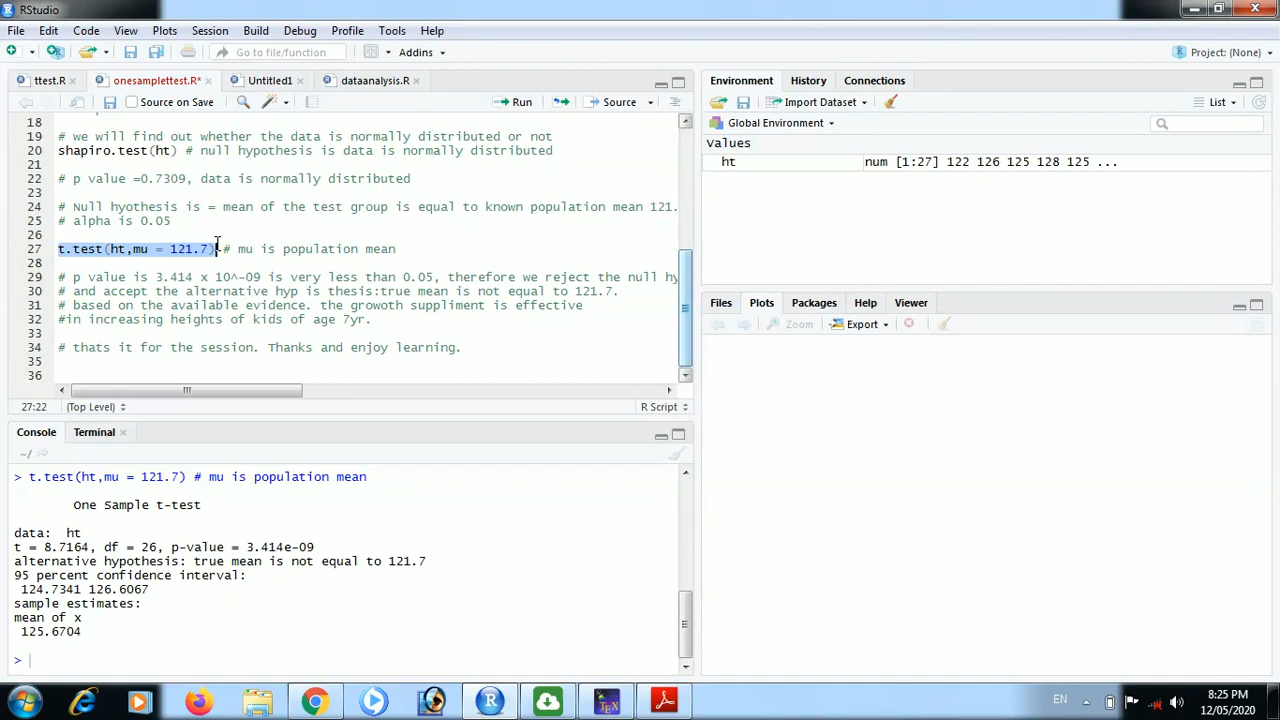 RStudio
File Edit Code View Plots Session Build Debug Profile Tools Help
Go to file/function Addins Project: (None)
ttest.R onesamplettest.R* Untitled1 dataanalysis.R
Source on Save Run Source
18
19 # we will find out whether the data is normally distributed or not
20 shapiro.test(ht) # null hypothesis is data is normally distributed
21
22 # p value =0.7309, data is normally distributed
23
24 # Null hyothesis is = mean of the test group is equal to known population mean 121.
25 # alpha is 0.05
26
27 t.test(ht,mu = 121.7) # mu is population mean
28
29 # p value is 3.414 x 10^-09 is very less than 0.05, therefore we reject the null hy
30 # and accept the alternative hyp is thesis:true mean is not equal to 121.7.
31 # based on the available evidence. the growoth suppliment is effective
32 #in increasing heights of kids of age 7yr.
33
34 # thats it for the session. Thanks and enjoy learning.
35
36
27:22 (Top Level) R Script
Console Terminal
~/
> t.test(ht,mu = 121.7) # mu is population mean
One Sample t-test
data: ht
t = 8.7164, df = 26, p-value = 3.414e-09
alternative hypothesis: true mean is not equal to 121.7
95 percent confidence interval:
124.7341 126.6067
sample estimates:
mean of x
125.6704
>
Environment History Connections
Import Dataset List
Global Environment
Values
ht num [1:27] 122 126 125 128 125 ...
Files Plots Packages Help Viewer
Zoom Export
EN 8:25 PM
12/05/2020